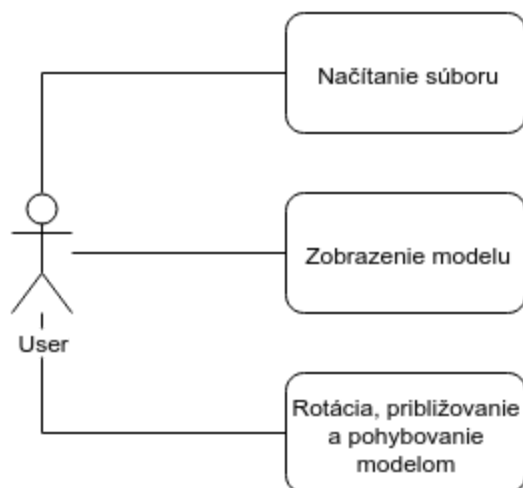 Načítanie súboru
Zobrazenie modelu
User
Rotácia, približovanie
a pohybovanie
modelom